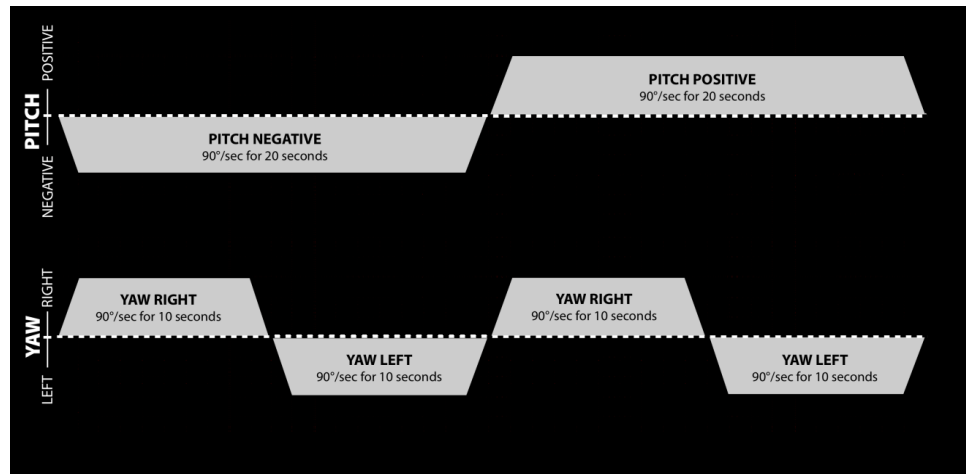 POSITIVE
PITCH
NEGATIVE
PITCH NEGATIVE
90°/sec for 20 seconds
PITCH POSITIVE
90°/sec for 20 seconds
RIGHT
YAW
LEFT
YAW RIGHT
90°/sec for 10 seconds
YAW LEFT
90°/sec for 10 seconds
YAW RIGHT
90°/sec for 10 seconds
YAW LEFT
90°/sec for 10 seconds